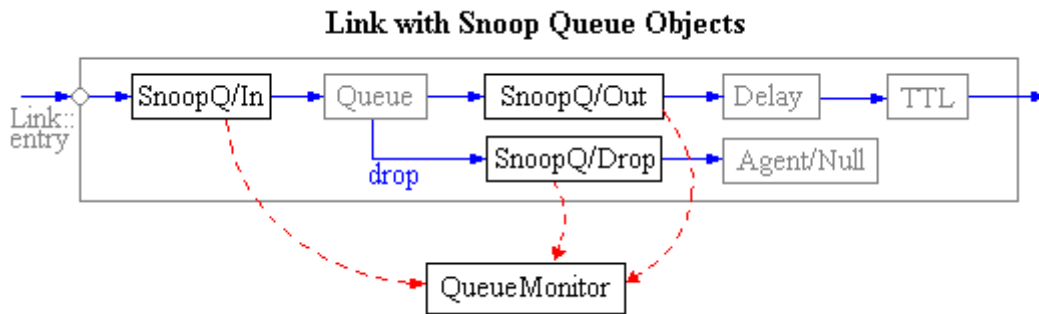 Link with Snoop Queue Objects
SnoopQ/In
Queue
SnoopQ/Out
Delay
TTL
Link::
entry
drop
SnoopQ/Drop
Agent/Null
QueueMonitor